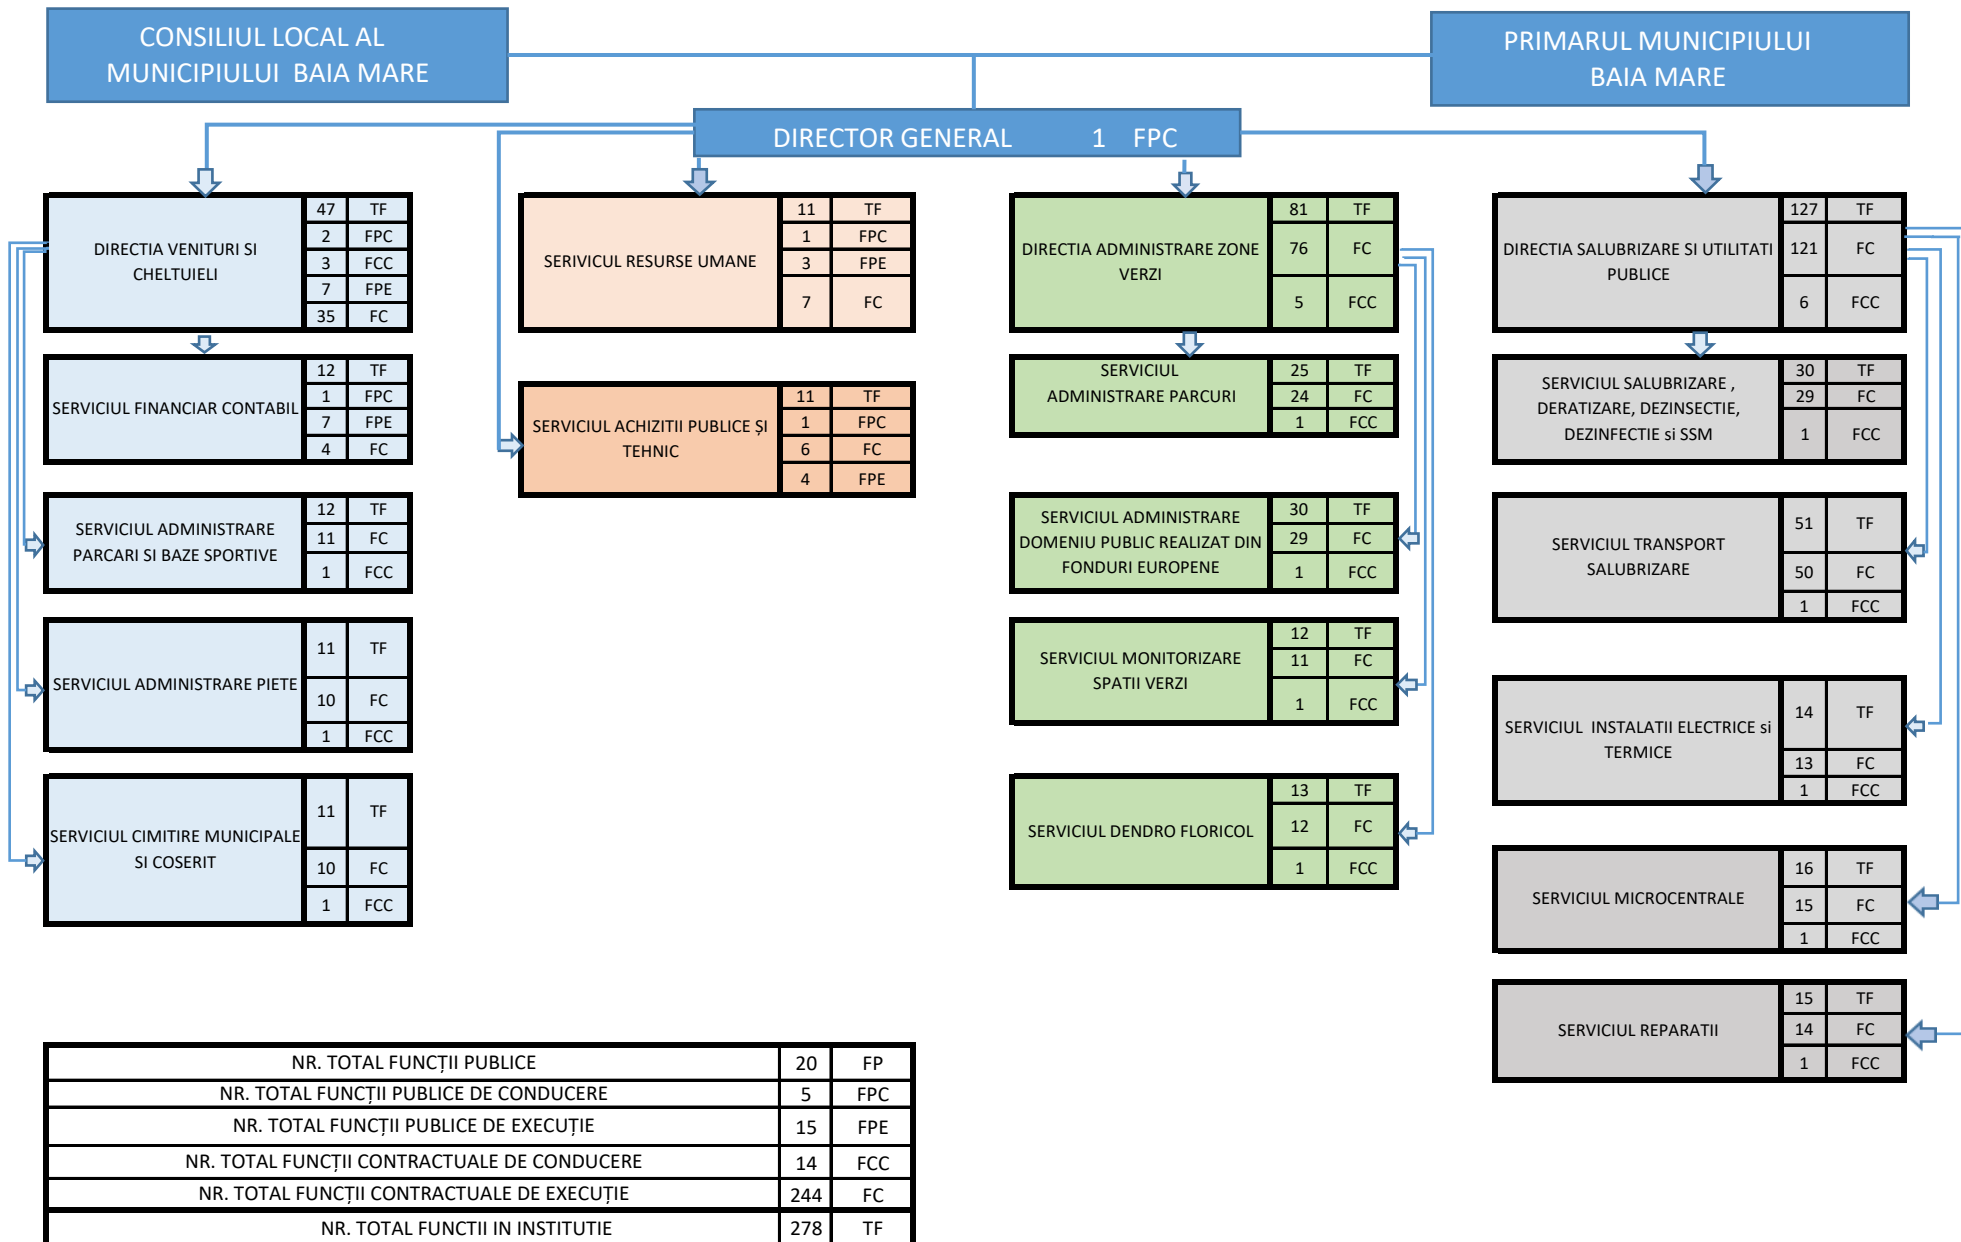 CONSILIUL LOCAL AL
MUNICIPIULUI BAIA MARE
PRIMARUL MUNICIPIULUI
BAIA MARE
DIRECTOR GENERAL 1 FPC
DIRECTIA VENITURI SI
CHELTUIELI
47 TF
2 FPC
3 FCC
7 FPE
35 FC
SERIVICUL RESURSE UMANE
11 TF
1 FPC
3 FPE
7 FC
DIRECTIA ADMINISTRARE ZONE
VERZI
81 TF
76 FC
5 FCC
DIRECTIA SALUBRIZARE SI UTILITATI
PUBLICE
127 TF
121 FC
6 FCC
SERVICIUL FINANCIAR CONTABIL
12 TF
1 FPC
7 FPE
4 FC
SERVICIUL ACHIZITII PUBLICE ȘI
TEHNIC
11 TF
1 FPC
6 FC
4 FPE
SERVICIUL
ADMINISTRARE PARCURI
25 TF
24 FC
1 FCC
SERVICIUL SALUBRIZARE ,
DERATIZARE, DEZINSECTIE,
DEZINFECTIE si SSM
30 TF
29 FC
1 FCC
SERVICIUL ADMINISTRARE
PARCARI SI BAZE SPORTIVE
12 TF
11 FC
1 FCC
SERVICIUL ADMINISTRARE
DOMENIU PUBLIC REALIZAT DIN
FONDURI EUROPENE
30 TF
29 FC
1 FCC
SERVICIUL TRANSPORT
SALUBRIZARE
51 TF
50 FC
1 FCC
SERVICIUL ADMINISTRARE PIETE
11 TF
10 FC
1 FCC
SERVICIUL MONITORIZARE
SPATII VERZI
12 TF
11 FC
1 FCC
SERVICIUL INSTALATII ELECTRICE si
TERMICE
14 TF
13 FC
1 FCC
SERVICIUL CIMITIRE MUNICIPALE
SI COSERIT
11 TF
10 FC
1 FCC
SERVICIUL DENDRO FLORICOL
13 TF
12 FC
1 FCC
SERVICIUL MICROCENTRALE
16 TF
15 FC
1 FCC
SERVICIUL REPARATII
15 TF
14 FC
1 FCC
NR. TOTAL FUNCȚII PUBLICE 20 FP
NR. TOTAL FUNCȚII PUBLICE DE CONDUCERE 5 FPC
NR. TOTAL FUNCȚII PUBLICE DE EXECUȚIE 15 FPE
NR. TOTAL FUNCȚII CONTRACTUALE DE CONDUCERE 14 FCC
NR. TOTAL FUNCȚII CONTRACTUALE DE EXECUȚIE 244 FC
NR. TOTAL FUNCTII IN INSTITUTIE 278 TF